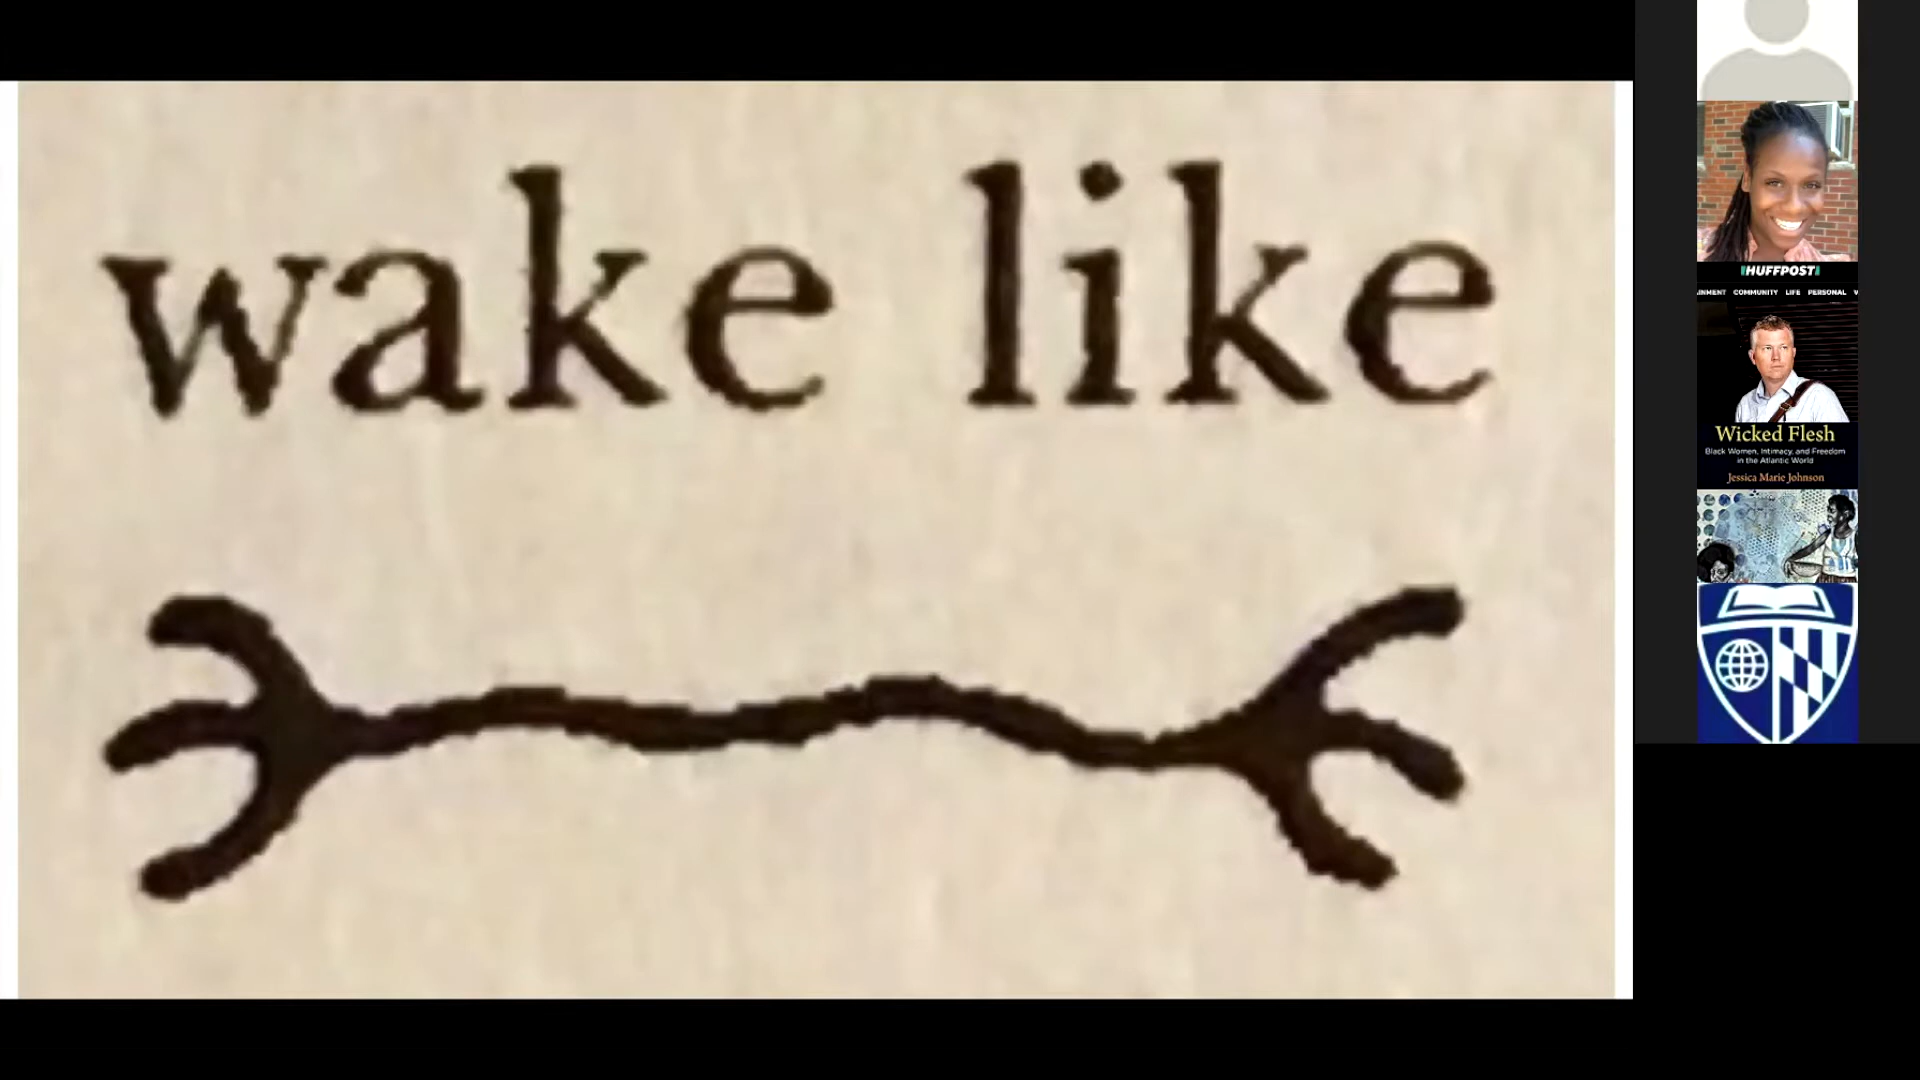 wake like
HUFFPOST
INMENT COMMUNITY LIFE PERSONAL
Wicked Flesh
Black Women, Intimacy, and Freedom
in the Atlantic World
Jessica Marie Johnson